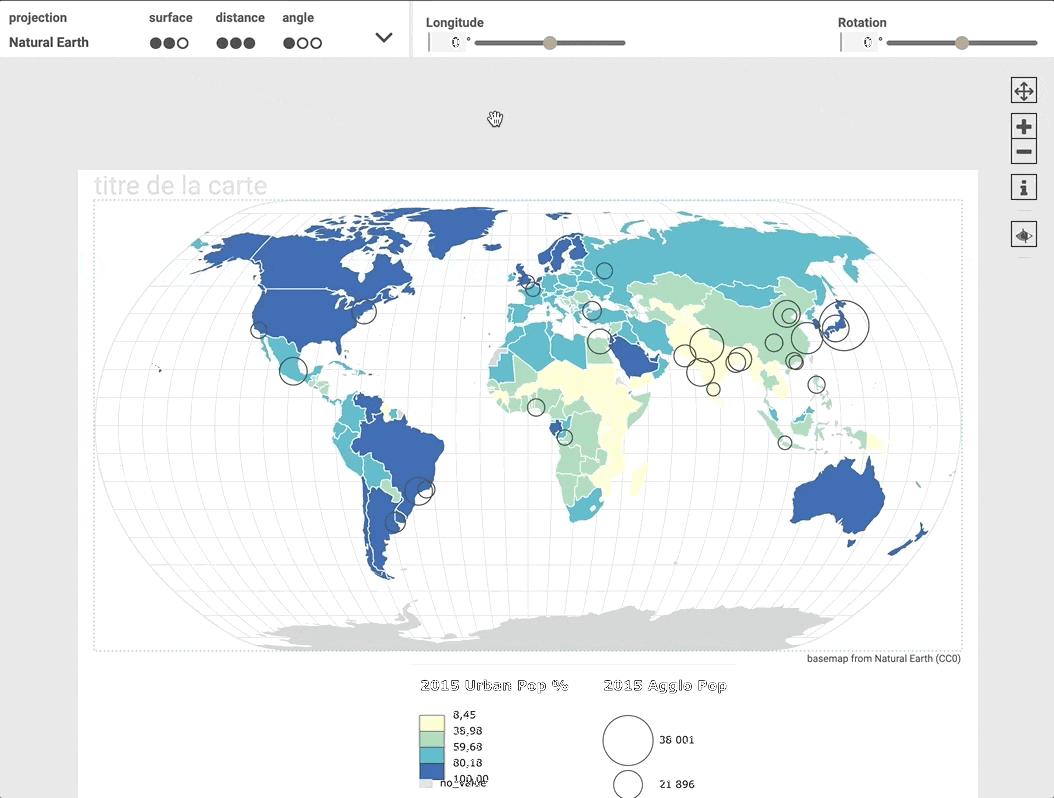 projection surface distance angle
Natural Earth
Longitude
0 °
Rotation
0 °
titre de la carte
basemap from Natural Earth (CC0)
2015 Urban Pop %
8,45
38,98
59,68
80,18
100,00
no_value
2015 Agglo Pop
38 001
21 896